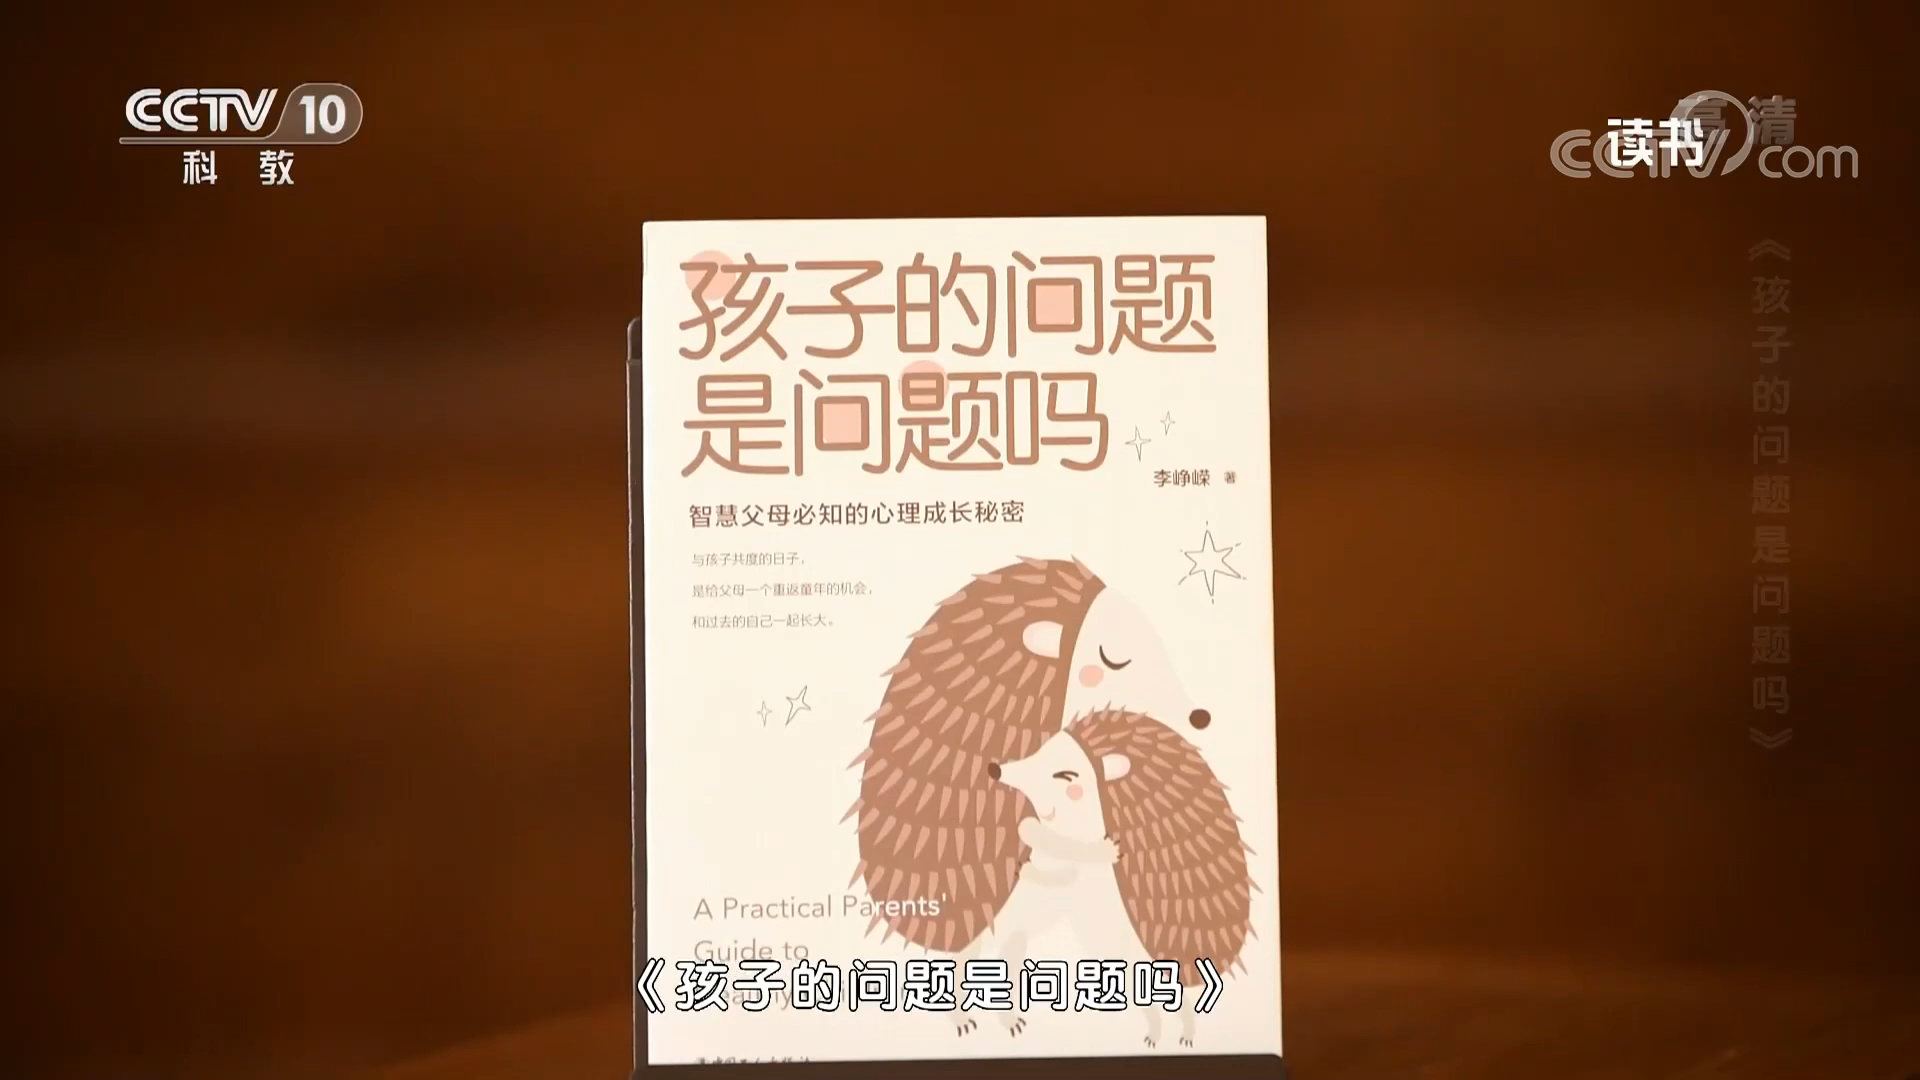 CCTV 10
科教
高清
读书
CCTV.com
《孩子的问题是问题吗》
孩子的问题
是问题吗
李峥嵘 著
智慧父母必知的心理成长秘密
与孩子共度的日子，
是给父母一个重返童年的机会，
和过去的自己一起长大。
A Practical Parents'
Guide to
《孩子的问题是问题吗》